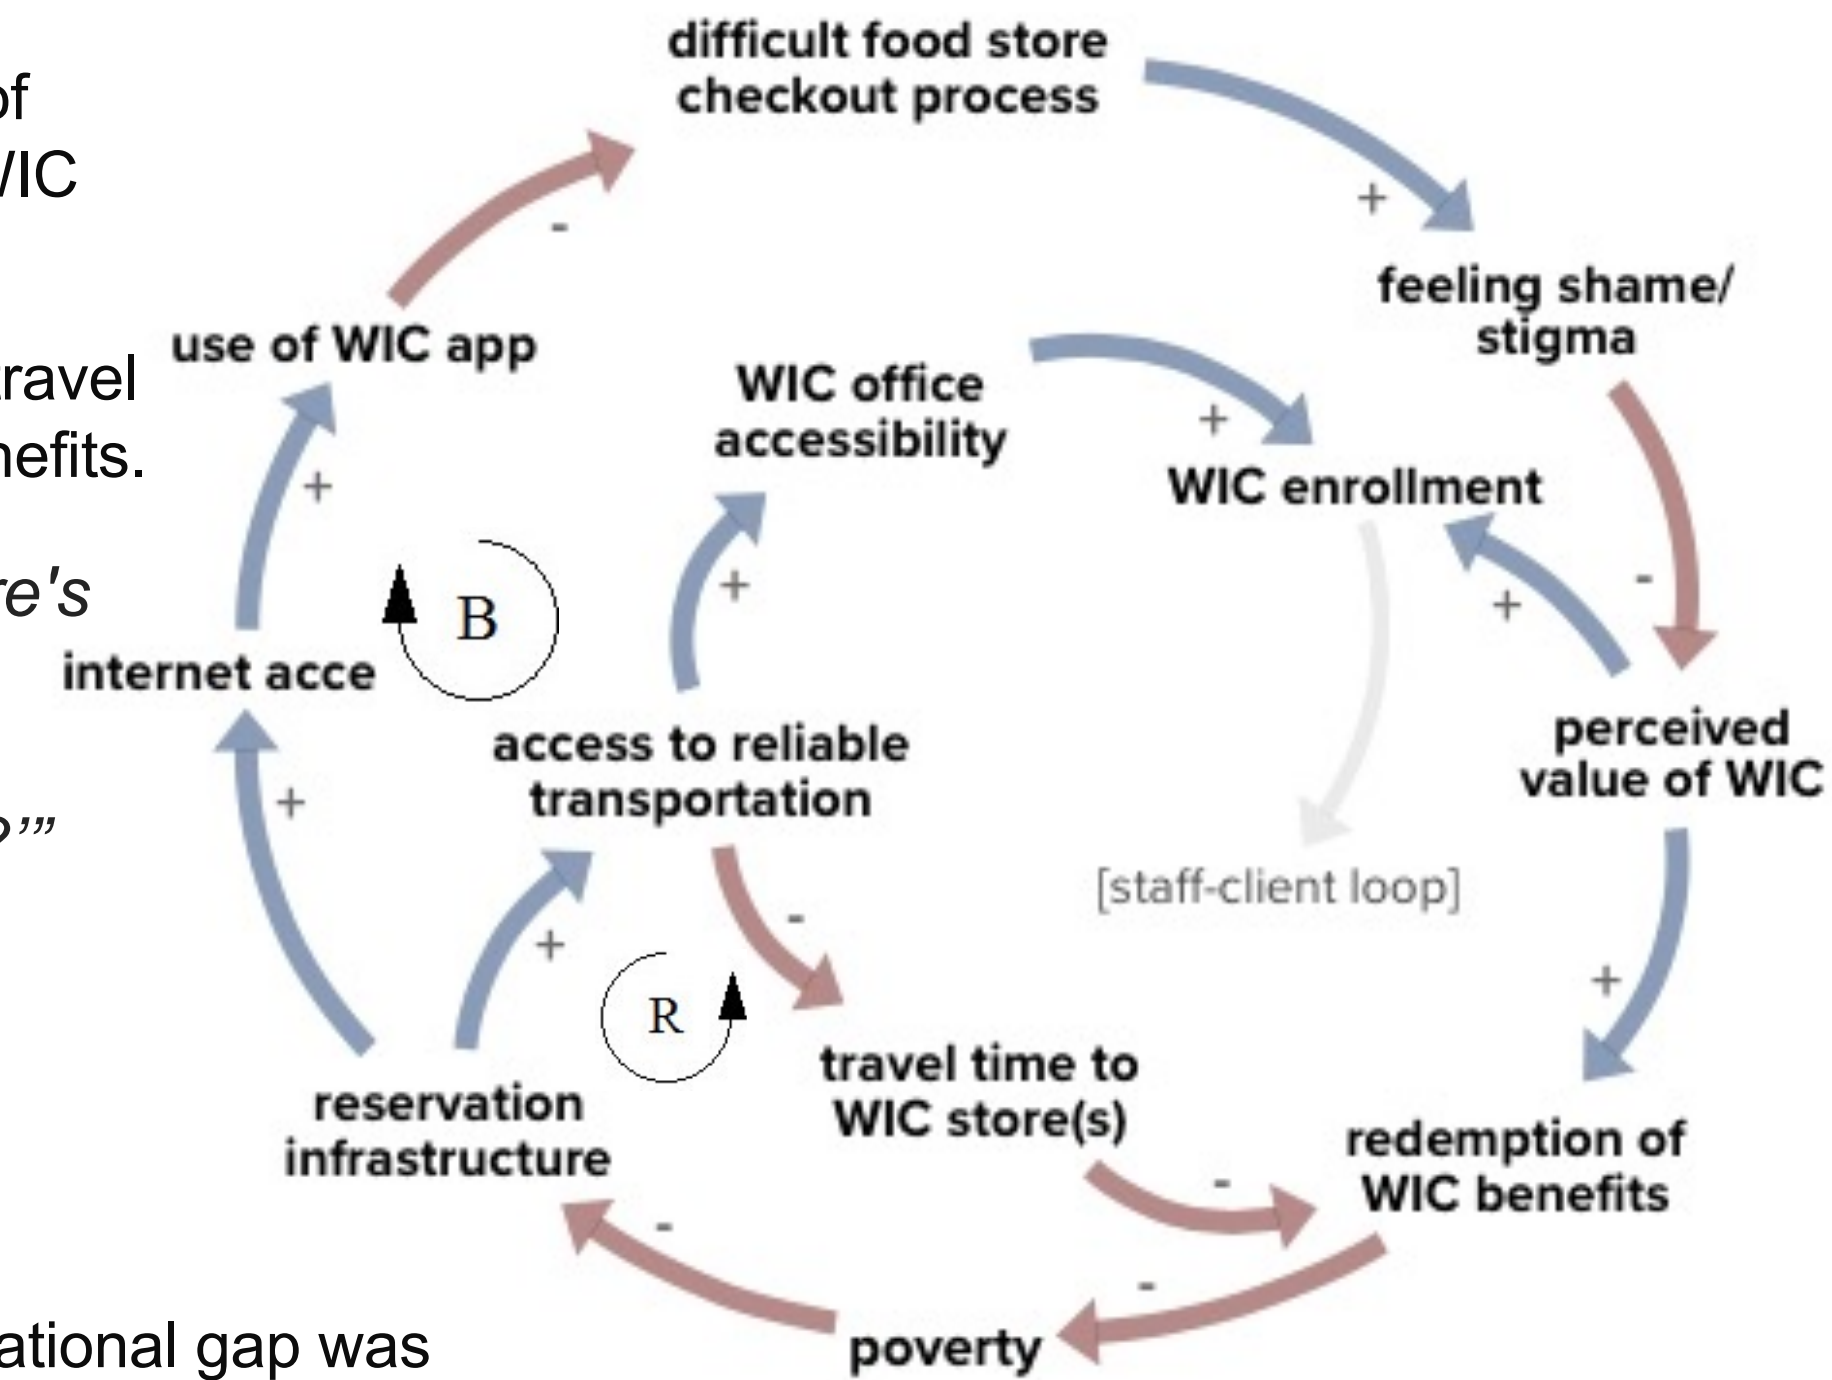 difficult food store
checkout process
of
WIC
+
-
feeling shame/
stigma
use of WIC app
travel
nefits.
WIC office
accessibility
+
WIC enrollment
+
-
+
re's
B
+
internet acce
perceived
value of WIC
access to reliable
transportation
+
?’”
-
[staff-client loop]
+
+
R
travel time to
WIC store(s)
reservation
infrastructure
redemption of
WIC benefits
-
-
-
poverty
ational gap was